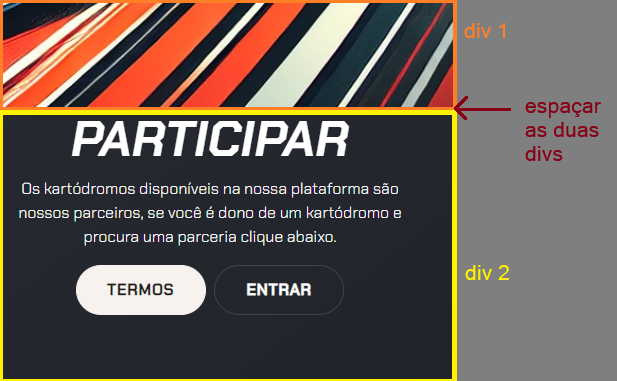 div 1
espaçar
as duas
divs
PARTICIPAR
Os kartódromos disponíveis na nossa plataforma são
nossos parceiros, se você é dono de um kartódromo e
procura uma parceria clique abaixo.
div 2
TERMOS
ENTRAR